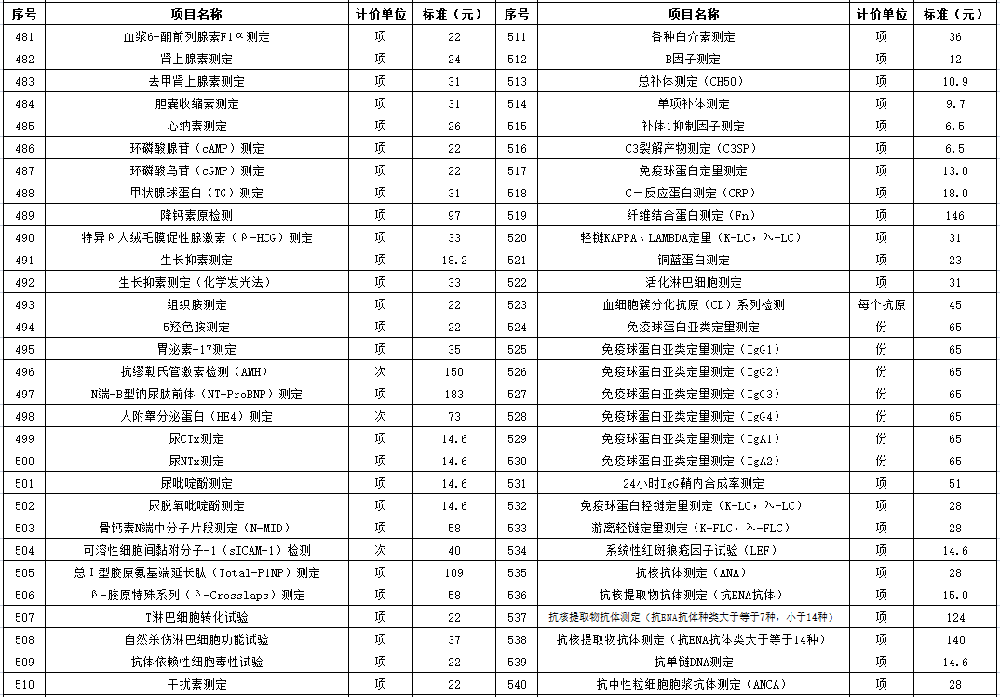 序号 项目名称 计价单位 标准（元） 序号 项目名称 计价单位 标准（元）
481 血浆6-酮前列腺素F1α测定 项 22 511 各种白介素测定 项 36
482 肾上腺素测定 项 24 512 B因子测定 项 12
483 去甲肾上腺素测定 项 31 513 总补体测定（CH50） 项 10.9
484 胆囊收缩素测定 项 31 514 单项补体测定 项 9.7
485 心纳素测定 项 26 515 补体1抑制因子测定 项 6.5
486 环磷酸腺苷（cAMP）测定 项 22 516 C3裂解产物测定（C3SP） 项 6.5
487 环磷酸鸟苷（cGMP）测定 项 22 517 免疫球蛋白定量测定 项 13.0
488 甲状腺球蛋白（TG）测定 项 31 518 C—反应蛋白测定（CRP） 项 18.0
489 降钙素原检测 项 97 519 纤维结合蛋白测定（Fn） 项 146
490 特异β人绒毛膜促性腺激素（β-HCG）测定 项 33 520 轻链KAPPA、LAMBDA定量（K-LC，λ-LC） 项 31
491 生长抑素测定 项 18.2 521 铜蓝蛋白测定 项 23
492 生长抑素测定（化学发光法） 项 33 522 活化淋巴细胞测定 项 31
493 组织胺测定 项 22 523 血细胞簇分化抗原（CD）系列检测 每个抗原 45
494 5羟色胺测定 项 22 524 免疫球蛋白亚类定量测定 份 65
495 胃泌素-17测定 项 35 525 免疫球蛋白亚类定量测定（IgG1） 份 65
496 抗缪勒氏管激素检测（AMH） 次 150 526 免疫球蛋白亚类定量测定（IgG2） 份 65
497 N端-B型钠尿肽前体（NT-ProBNP）测定 项 183 527 免疫球蛋白亚类定量测定（IgG3） 份 65
498 人附睾分泌蛋白（HE4）测定 次 73 528 免疫球蛋白亚类定量测定（IgG4） 份 65
499 尿CTx测定 项 14.6 529 免疫球蛋白亚类定量测定（IgA1） 份 65
500 尿NTx测定 项 14.6 530 免疫球蛋白亚类定量测定（IgA2） 份 65
501 尿吡啶酚测定 项 14.6 531 24小时IgG鞘内合成率测定 项 51
502 尿脱氧吡啶酚测定 项 14.6 532 免疫球蛋白轻链定量测定（K-LC，λ-LC） 项 28
503 骨钙素N端中分子片段测定（N-MID） 项 58 533 游离轻链定量测定（K-FLC，λ-FLC） 项 28
504 可溶性细胞间黏附分子-1（sICAM-1）检测 次 40 534 系统性红斑狼疮因子试验（LEF） 项 14.6
505 总Ⅰ型胶原氨基端延长肽（Total-P1NP）测定 项 109 535 抗核抗体测定（ANA） 项 28
506 β-胶原特殊系列（β-Crosslaps）测定 项 58 536 抗核提取物抗体测定（抗ENA抗体） 项 15.0
507 T淋巴细胞转化试验 项 22 537 抗核提取物抗体测定（抗ENA抗体种类大于等于7种，小于14种） 项 124
508 自然杀伤淋巴细胞功能试验 项 37 538 抗核提取物抗体测定（抗ENA抗体类大于等于14种） 项 140
509 抗体依赖性细胞毒性试验 项 22 539 抗单链DNA测定 项 14.6
510 干扰素测定 项 22 540 抗中性粒细胞胞浆抗体测定（ANCA） 项 28